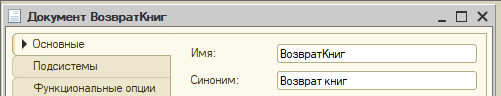 Документ ВозвратКниг
Основные
Имя: ВозвратКниг
Подсистемы
Синоним: Возврат книг
Функциональные опции